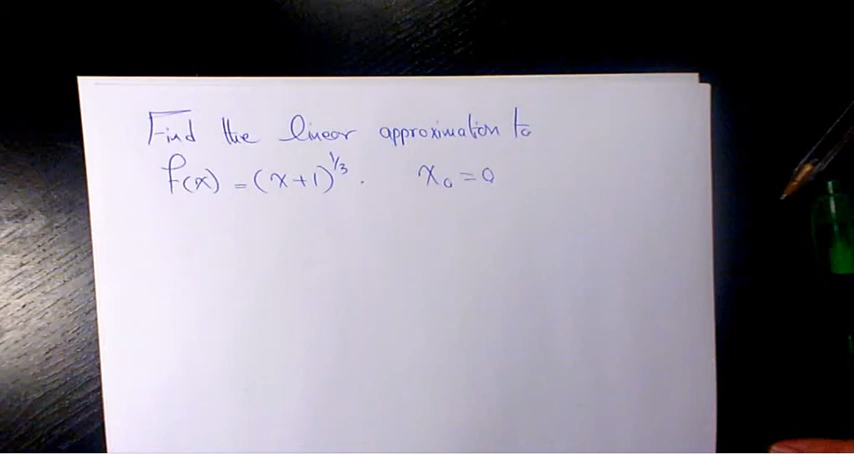 Find the linear approximation to
f(x) = (x+1)^1/3 . x₀ = 0